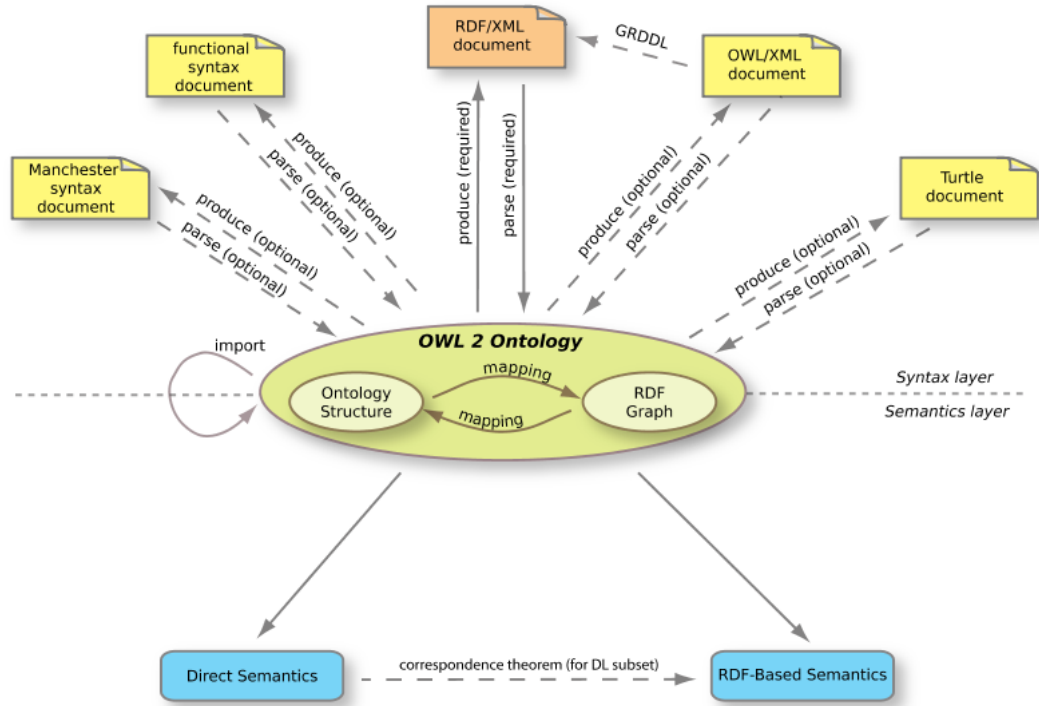 RDF/XML
document
GRDDL
functional
syntax
document
OWL/XML
document
Manchester
syntax
document
Turtle
document
produce (optional)
parse (optional)
produce (optional)
parse (optional)
produce (required)
parse (required)
produce (optional)
parse (optional)
produce (optional)
parse (optional)
import
OWL 2 Ontology
mapping
Ontology
Structure
RDF
Graph
mapping
Syntax layer
Semantics layer
Direct Semantics
correspondence theorem (for DL subset)
RDF-Based Semantics